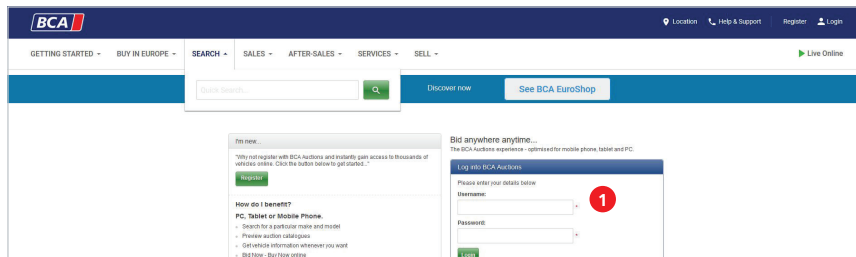 BCA
Location Help & Support Register Login
GETTING STARTED BUY IN EUROPE SEARCH SALES AFTER-SALES SERVICES SELL Live Online
Quick Search...
Discover now See BCA EuroShop
I'm new...
"Why not register with BCA Auctions and instantly gain access to thousands of
vehicles online. Click the button below to get started..."
Register
How do I benefit?
PC, Tablet or Mobile Phone.
Search for a particular make and model
Preview auction catalogues
Get vehicle information whenever you want
Bid Now - Buy Now online
Bid anywhere anytime...
The BCA Auctions experience - optimised for mobile phone, tablet and PC.
Log into BCA Auctions
Please enter your details below
Username:
*
1
Password:
*
Login